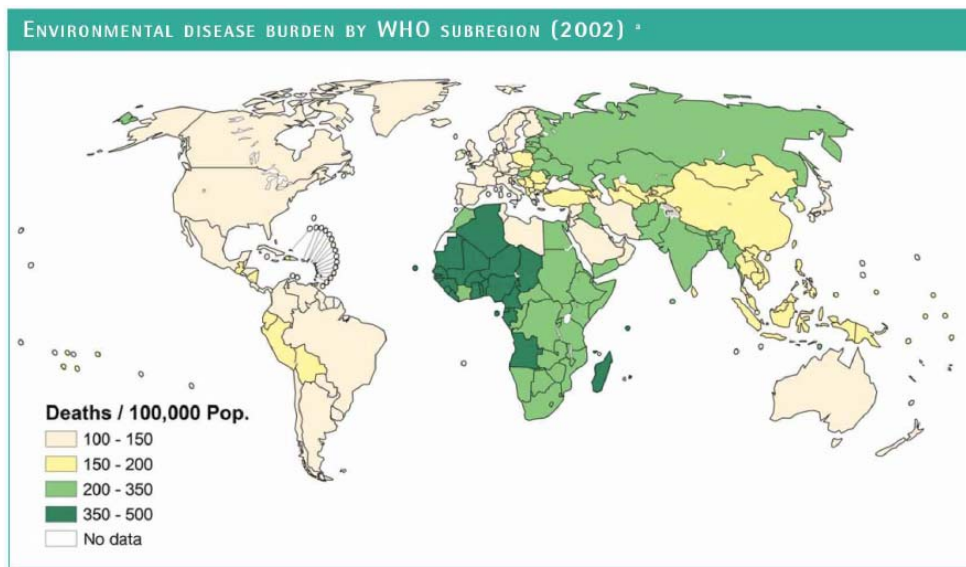 ENVIRONMENTAL DISEASE BURDEN BY WHO SUBREGION (2002) ª
Deaths / 100,000 Pop.
100 - 150
150 - 200
200 - 350
350 - 500
No data